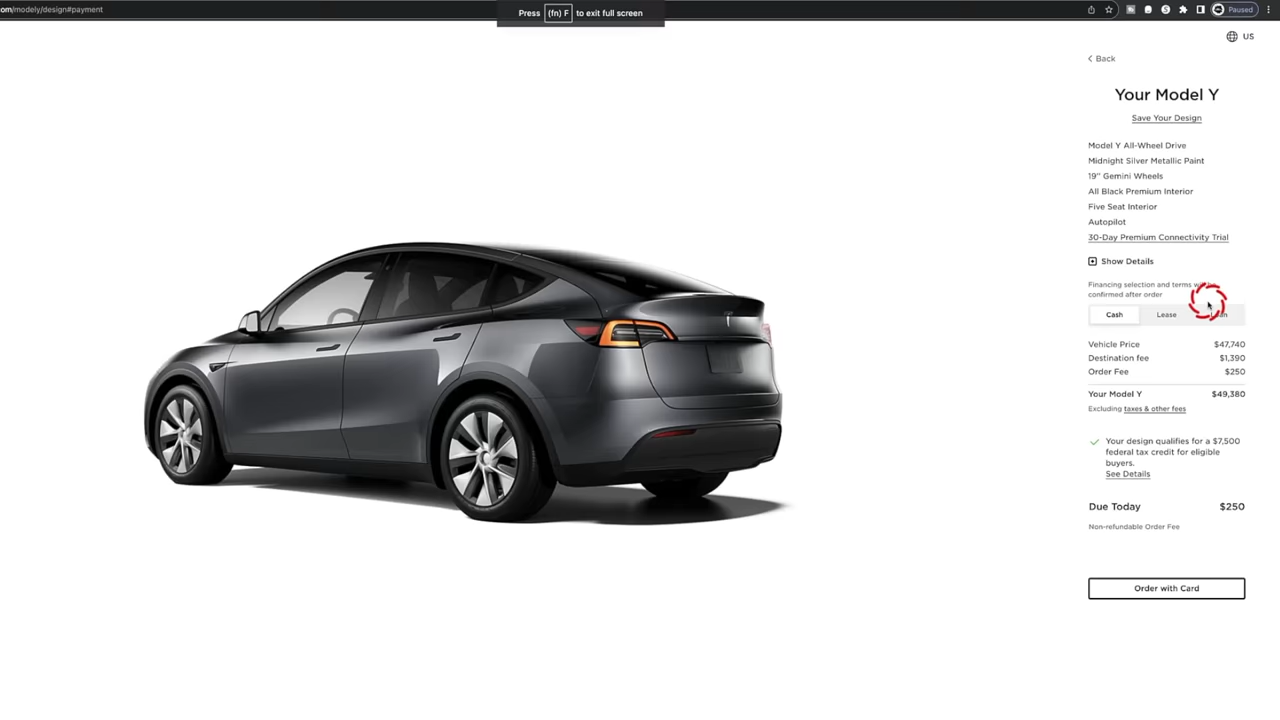 om/modely/design#payment
Press (fn) F to exit full screen
Paused
US
Back
Your Model Y
Save Your Design
Model Y All-Wheel Drive
Midnight Silver Metallic Paint
19" Gemini Wheels
All Black Premium Interior
Five Seat Interior
Autopilot
30-Day Premium Connectivity Trial
Show Details
Financing selection and terms be
confirmed after order
Cash Lease
Vehicle Price $47,740
Destination fee $1,390
Order Fee $250
Your Model Y $49,380
Excluding taxes & other fees
Your design qualifies for a $7,500
federal tax credit for eligible
buyers.
See Details
Due Today $250
Non-refundable Order Fee
Order with Card